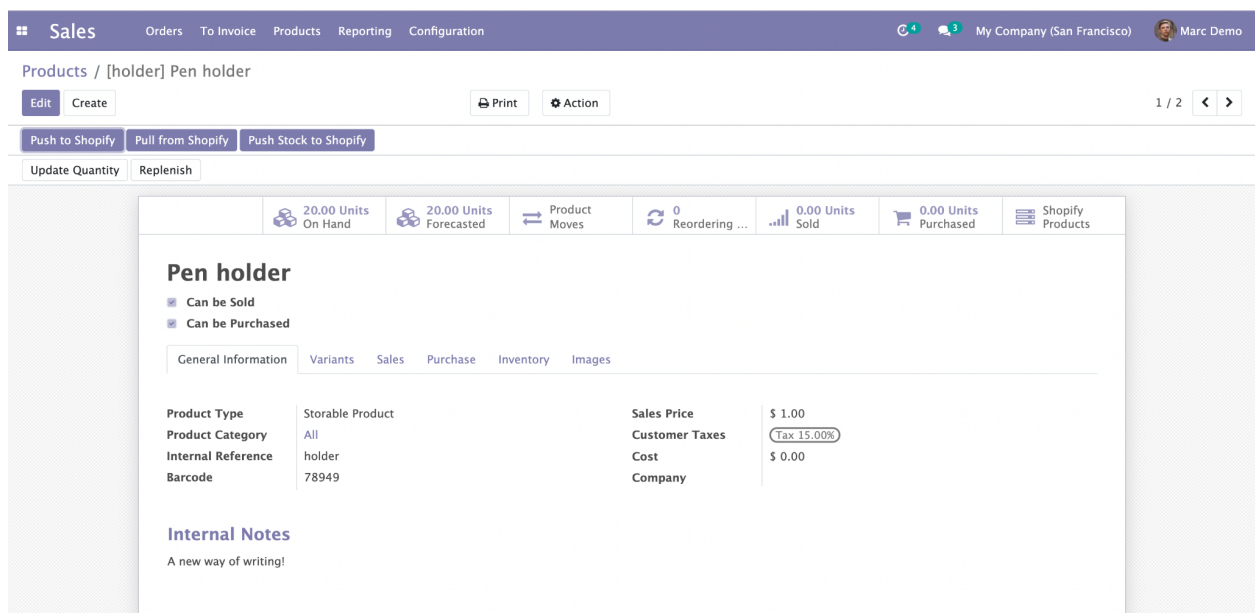 Sales Orders To Invoice Products Reporting Configuration 4 3 My Company (San Francisco) Marc Demo
Products / [holder] Pen holder
Edit Create Print Action 1 / 2
Push to Shopify Pull from Shopify Push Stock to Shopify
Update Quantity Replenish
20.00 Units On Hand
20.00 Units Forecasted
Product Moves
0 Reordering ...
0.00 Units Sold
0.00 Units Purchased
Shopify Products
Pen holder
Can be Sold
Can be Purchased
General Information Variants Sales Purchase Inventory Images
Product Type Storable Product
Product Category All
Internal Reference holder
Barcode 78949
Sales Price $ 1.00
Customer Taxes Tax 15.00%
Cost $ 0.00
Company
Internal Notes
A new way of writing!